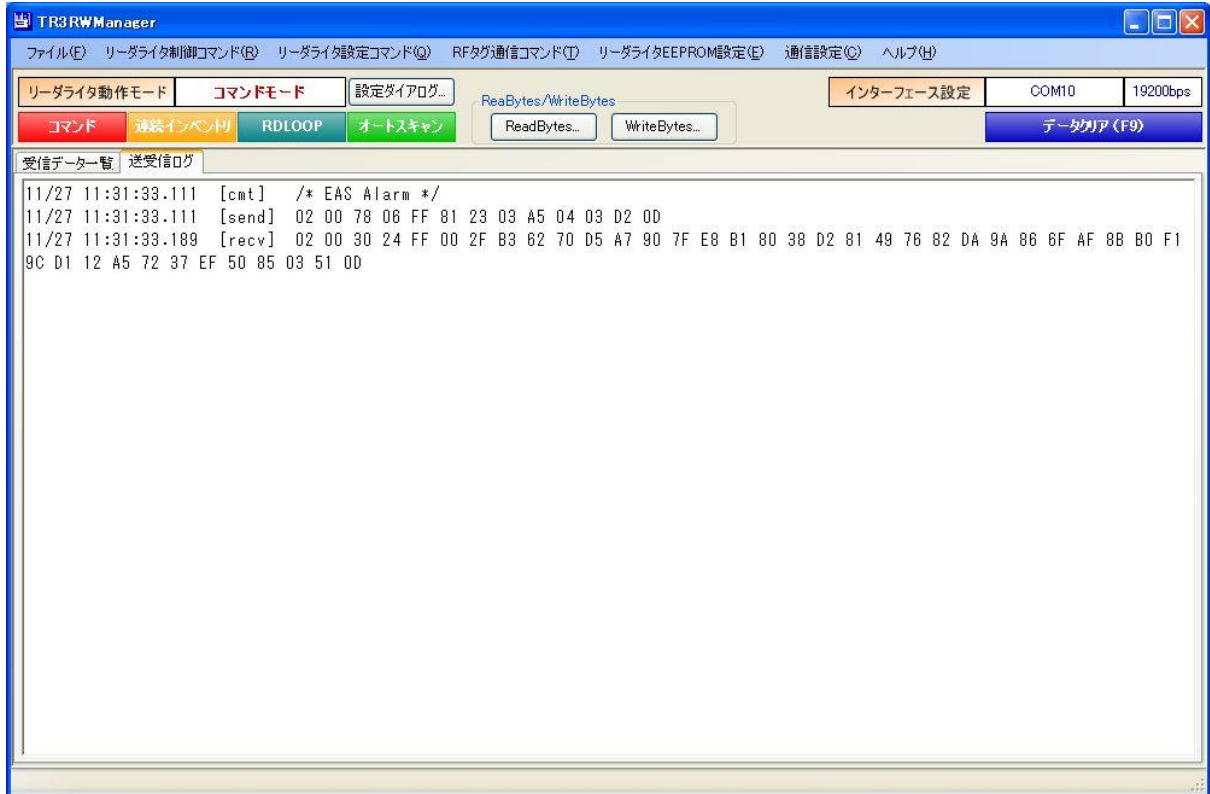 TR3RWManager
ファイル(F) リーダライタ制御コマンド(R) リーダライタ設定コマンド(Q) RFタグ通信コマンド(T) リーダライタEEPROM設定(E) 通信設定(C) ヘルプ(H)
リーダライタ動作モード コマンドモード 設定ダイアログ... ReaBytes/WriteBytes インターフェース設定 COM10 19200bps
コマンド 連続インベントリ RDLOOP オートスキャン ReadBytes... WriteBytes... データクリア(F9)
受信データ一覧 送受信ログ
11/27 11:31:33.111 [cmt] /* EAS Alarm */
11/27 11:31:33.111 [send] 02 00 78 06 FF 81 23 03 A5 04 03 D2 0D
11/27 11:31:33.189 [recv] 02 00 30 24 FF 00 2F B3 62 70 D5 A7 90 7F E8 B1 80 38 D2 81 49 76 82 DA 9A 86 6F AF 8B B0 F1
9C D1 12 A5 72 37 EF 50 85 03 51 0D